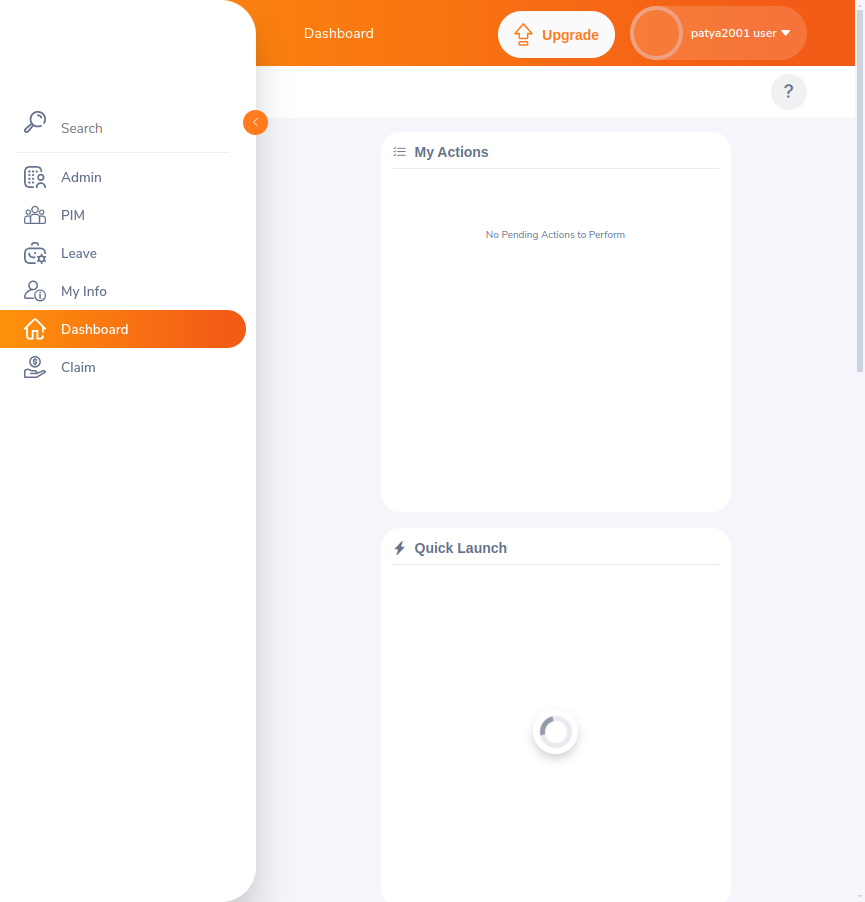 Dashboard
Upgrade
patya2001 user
?
Search
Admin
PIM
Leave
My Info
Dashboard
Claim
My Actions
No Pending Actions to Perform
Quick Launch